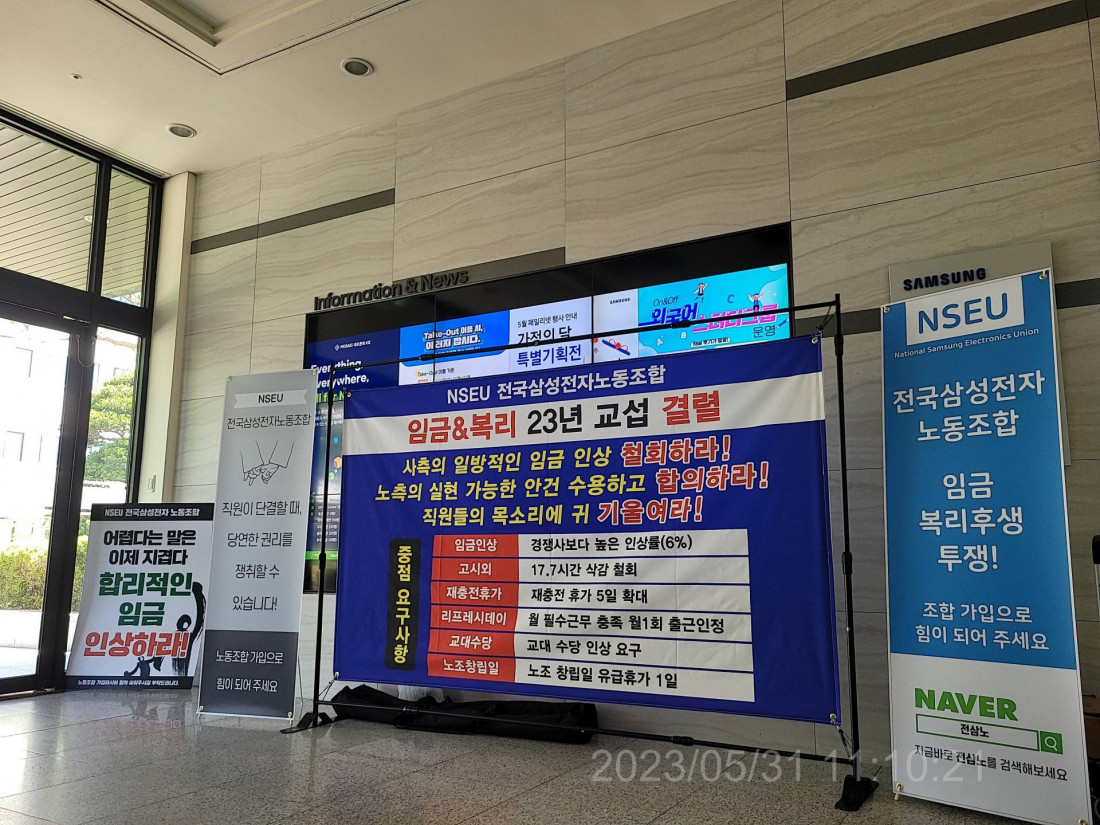 Information & News
SAMSUNG
Take-Out 이용 시,
5월 패밀리넷 행사 안내
가정의 달
특별기획전
SAMSUNG
On&Off
외국어
스터디그룹
운영
NSEU 전국삼성전자 노동조합
어렵다는 말은
이제 지겹다
합리적인
임금
인상하라!
NSEU
전국삼성전자노동조합
직원이 단결할 때,
당연한 권리를
쟁취할 수
있습니다!
노동조합 가입으로
힘이 되어 주세요
NSEU 전국삼성전자노동조합
임금&복리 23년 교섭 결렬
사측의 일방적인 임금 인상 철회하라!
노측의 실현 가능한 안건 수용하고 합의하라!
직원들의 목소리에 귀 기울여라!
중점 요구사항
임금인상 경쟁사보다 높은 인상률(6%)
고시외 17.7시간 삭감 철회
재충전휴가 재충전 휴가 5일 확대
리프레시데이 월 필수근무 충족 월1회 출근인정
교대수당 교대 수당 인상 요구
노조창립일 노조 창립일 유급휴가 1일
NSEU
National Samsung Electronics Union
전국삼성전자
노동조합
임금
복리후생
투쟁!
조합 가입으로
힘이 되어 주세요
NAVER
전삼노
지금바로 전삼노를 검색해보세요
2023/05/31 11:10:21